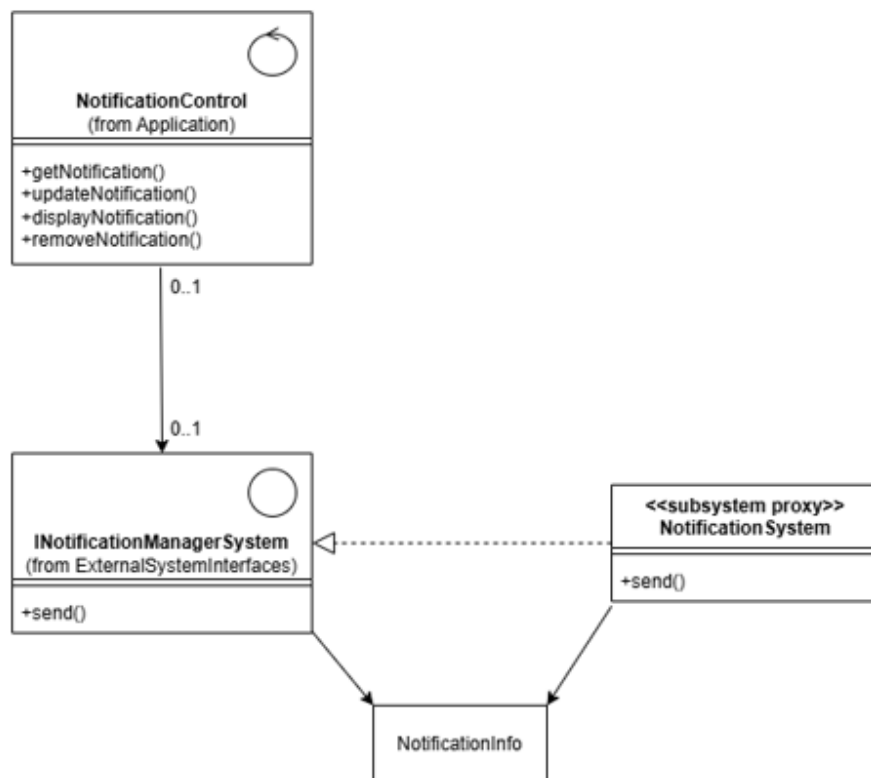 NotificationControl
(from Application)
+getNotification()
+updateNotification()
+displayNotification()
+removeNotification()
0..1
0..1
INotificationManagerSystem
(from ExternalSystemInterfaces)
+send()
<<subsystem proxy>>
NotificationSystem
+send()
NotificationInfo